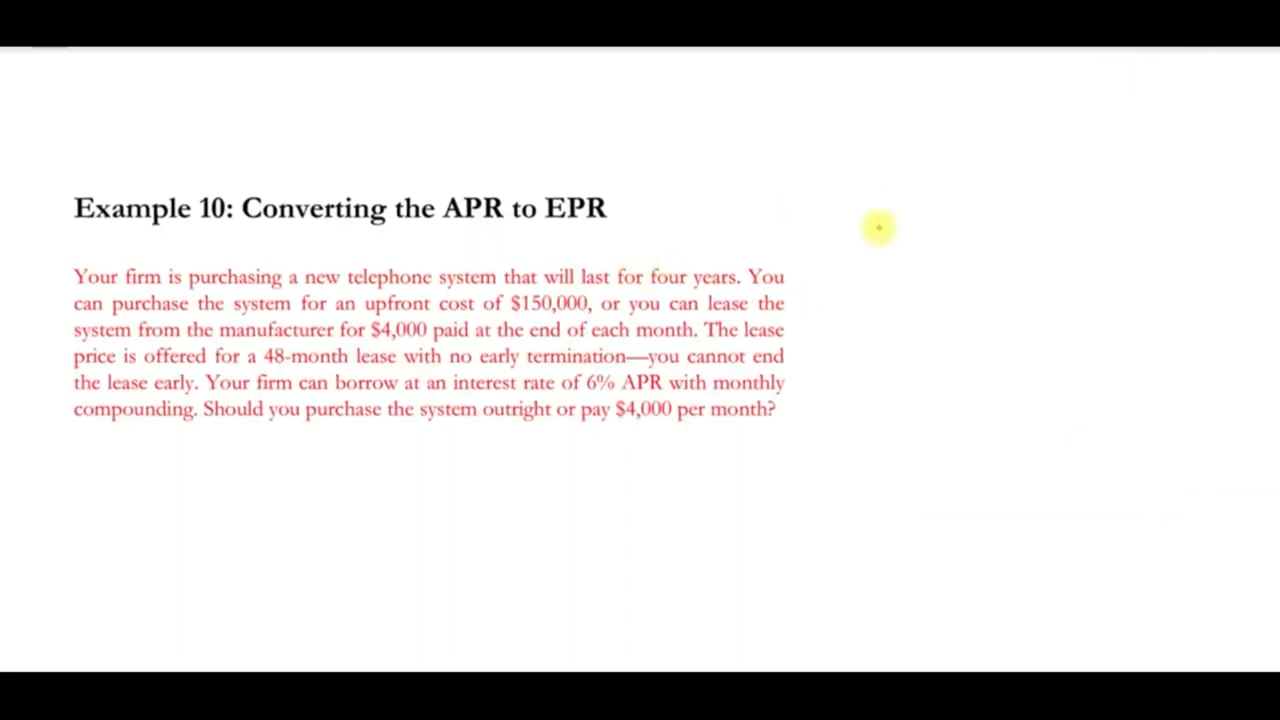 Example 10: Converting the APR to EPR
Your firm is purchasing a new telephone system that will last for four years. You
can purchase the system for an upfront cost of $150,000, or you can lease the
system from the manufacturer for $4,000 paid at the end of each month. The lease
price is offered for a 48-month lease with no early termination—you cannot end
the lease early. Your firm can borrow at an interest rate of 6% APR with monthly
compounding. Should you purchase the system outright or pay $4,000 per month?